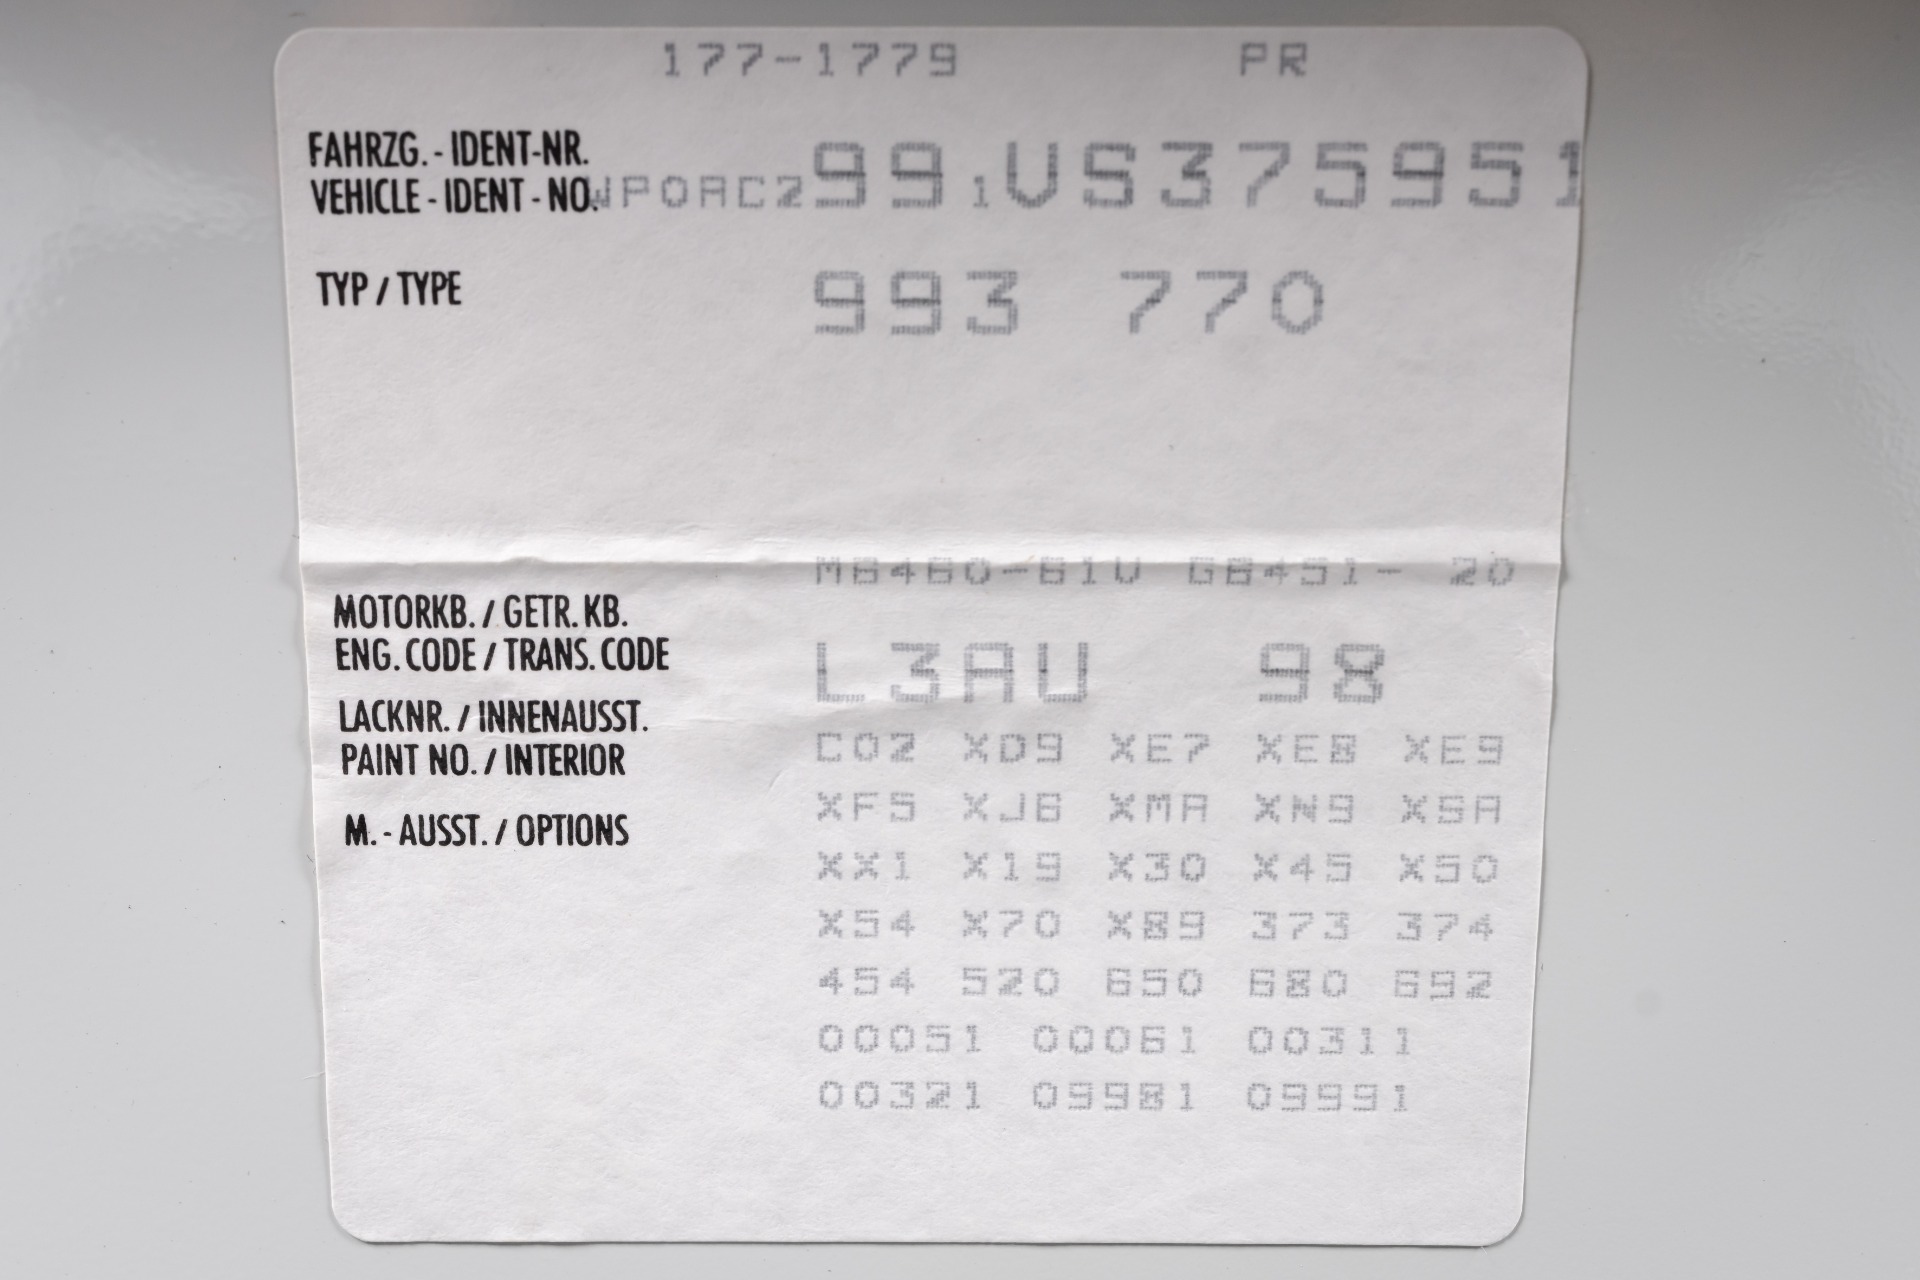 177-1779 PR
FAHRZG. - IDENT-NR.
VEHICLE - IDENT - NO. WP0AC299 1VS375951
TYP / TYPE 993 770
M6460-61V G6451- 20
MOTORKB. / GETR. KB.
ENG. CODE / TRANS. CODE L3AU 98
LACKNR. / INNENAUSST.
PAINT NO. / INTERIOR C02 XD9 XE7 XE8 XE9
XF5 XJB XMA XN9 XSA
M. - AUSST. / OPTIONS
XX1 X19 X30 X45 X50
X54 X70 X89 373 374
454 520 650 680 692
00051 00061 00311
00321 09981 09991